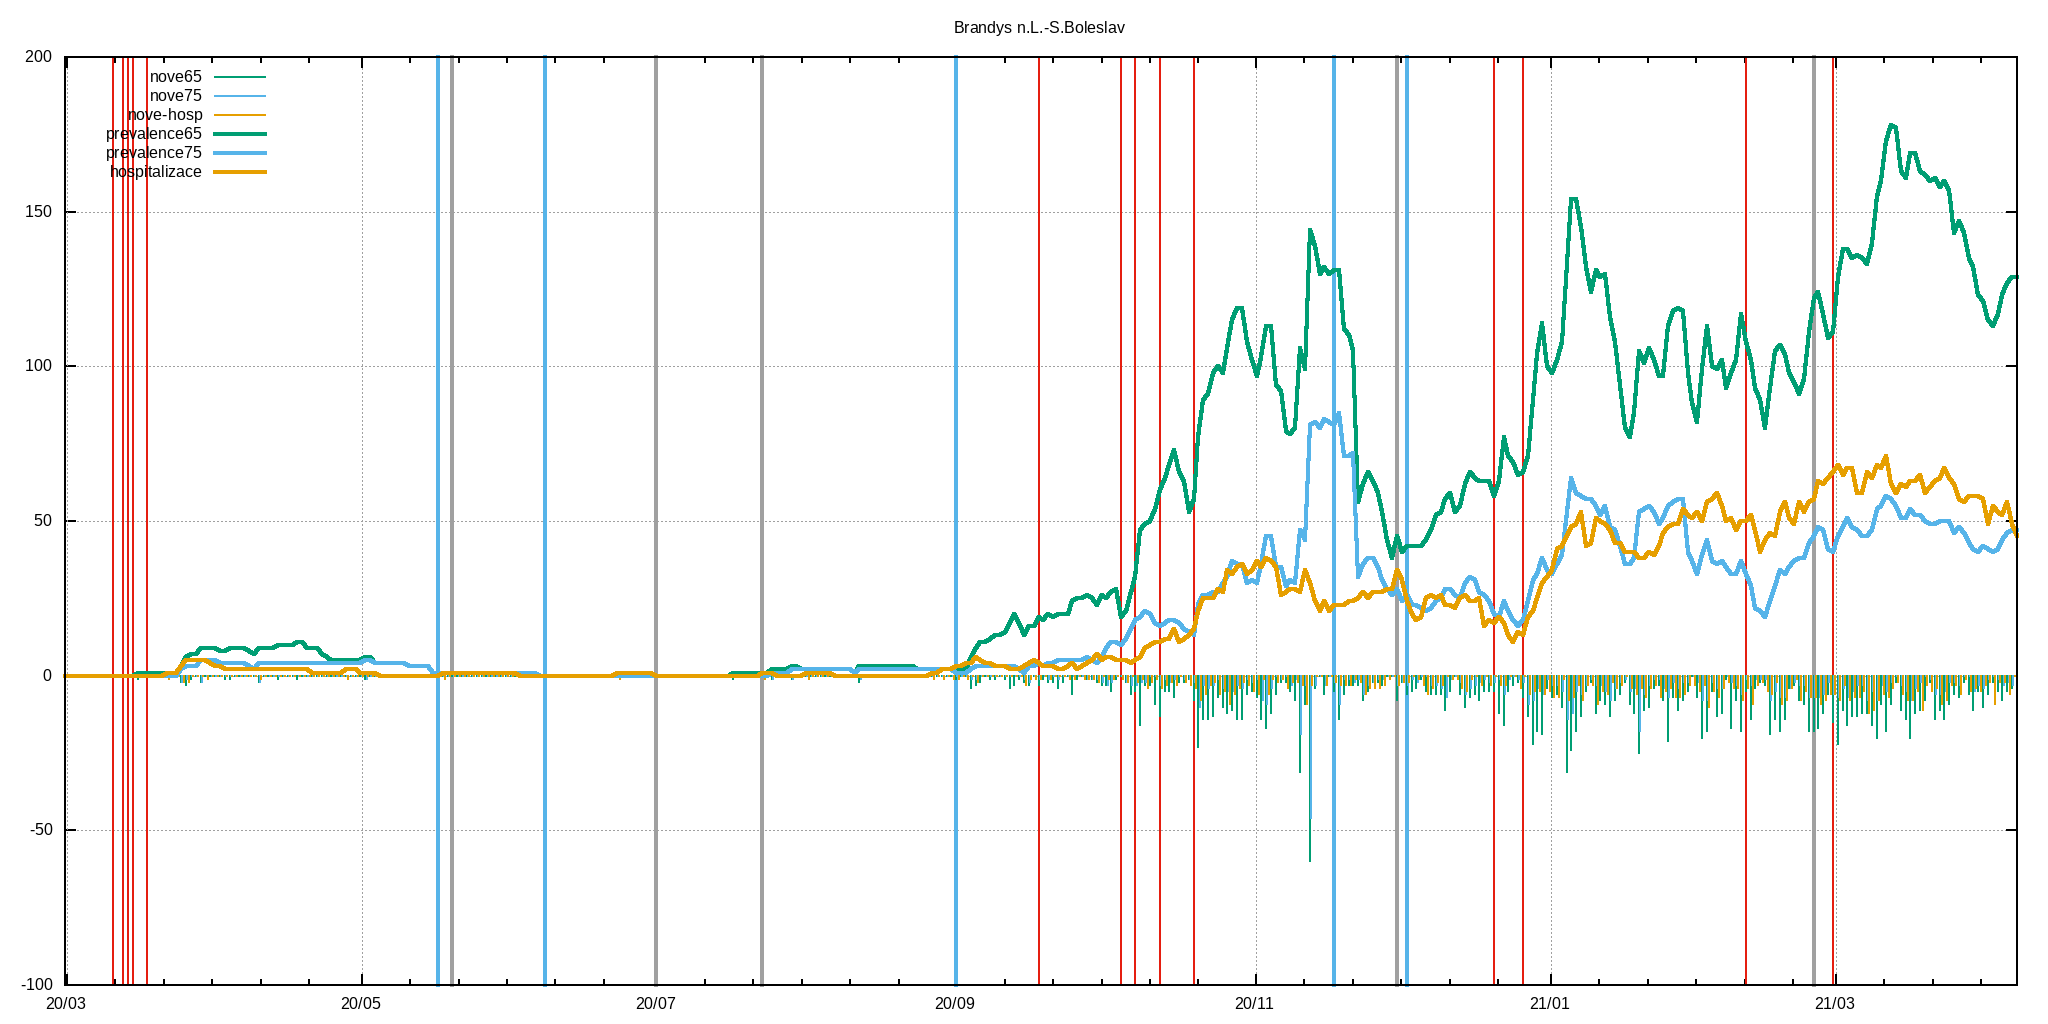 Brandys n.L.-S.Boleslav
200
nove65
nove75
nove-hosp
prevalence65
prevalence75
hospitalizace
150
100
50
0
-50
-100
20/03 20/05 20/07 20/09 20/11 21/01 21/03